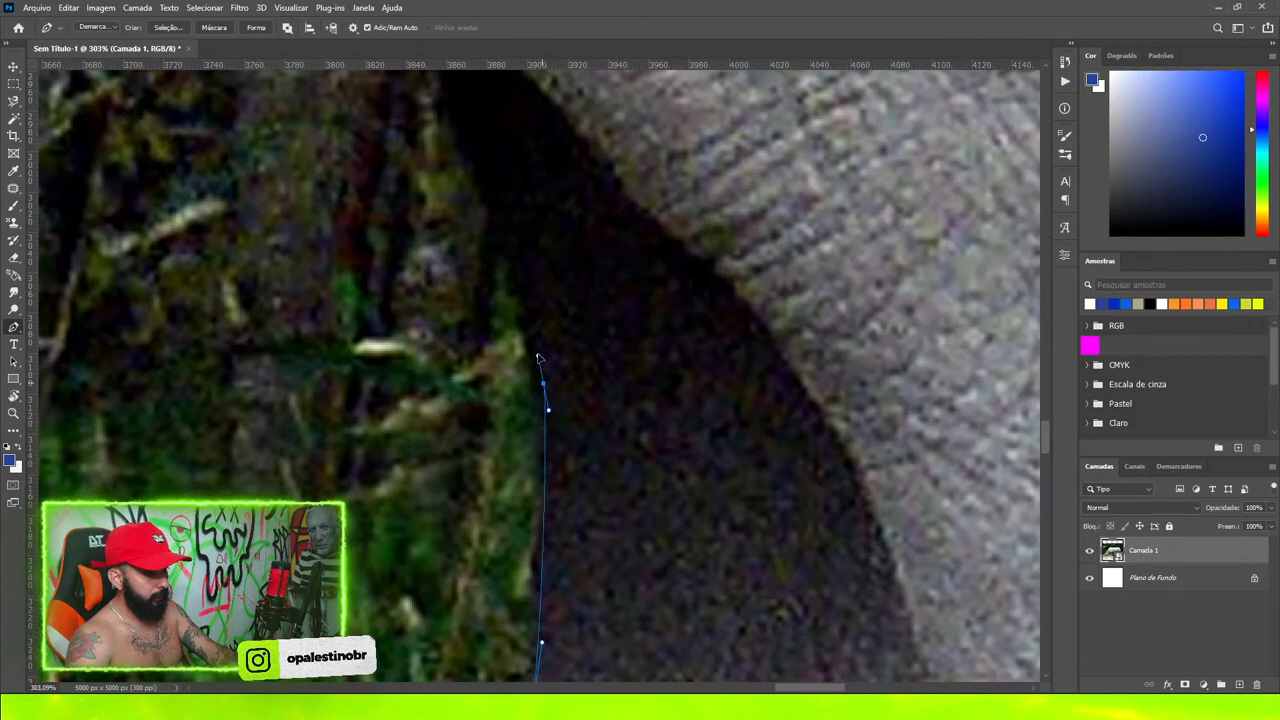 Arquivo Editar Imagem Camada Texto Selecionar Filtro 3D Visualizar Plug-ins Janela Ajuda
Demarca... Criar: Seleção... Máscara Forma Adic/Rem Auto Alinhar arestas
Sem Título-1 @ 303% (Camada 1, RGB/8) *
3660 3700 3720 3740 3760 3780 3800 3820 3840 3860 3880 3900 3920 3940 3960 3980 4000 4020 4040 4060 4080 4100 4120 4140
Cor Degradês Padrões
Amostras
Pesquisar amostras
RGB
CMYK
Escala de cinza
Pastel
Claro
Camadas Canais Demarcadores
Tipo
Normal Opacidade: 100%
Bloq.: Preen.: 100%
Camada 1
Plano de Fundo
opalestinobr
303,09% 5000 px x 5000 px (300 ppi)